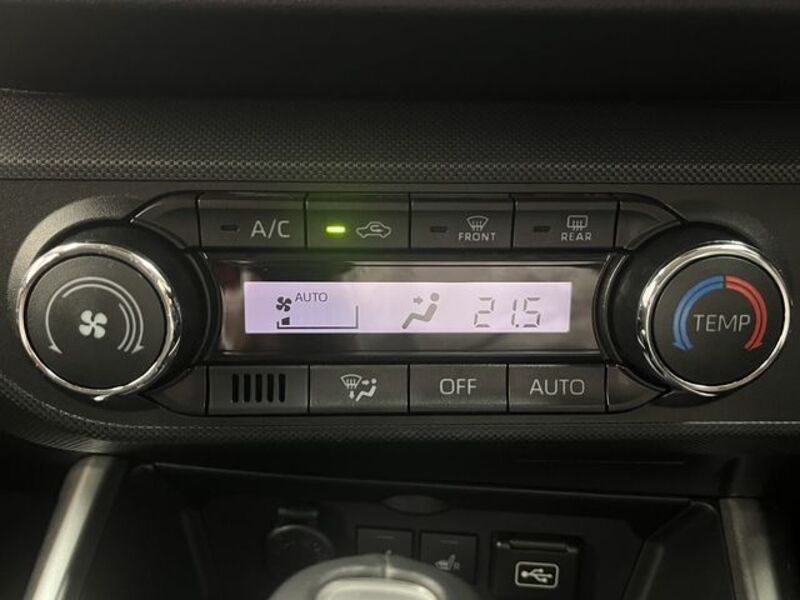 A/C
FRONT
REAR
AUTO
21.5
TEMP
OFF
AUTO
R